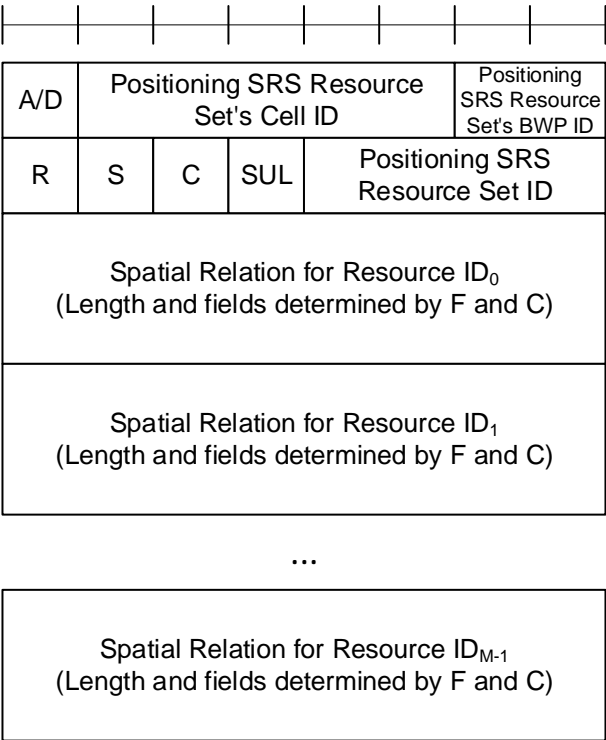 A/D
Positioning SRS Resource
Set's Cell ID
Positioning
SRS Resource
Set's BWP ID
R
S
C
SUL
Positioning SRS
Resource Set ID
Spatial Relation for Resource ID₀
(Length and fields determined by F and C)
Spatial Relation for Resource ID₁
(Length and fields determined by F and C)
...
Spatial Relation for Resource ID_M-1
(Length and fields determined by F and C)